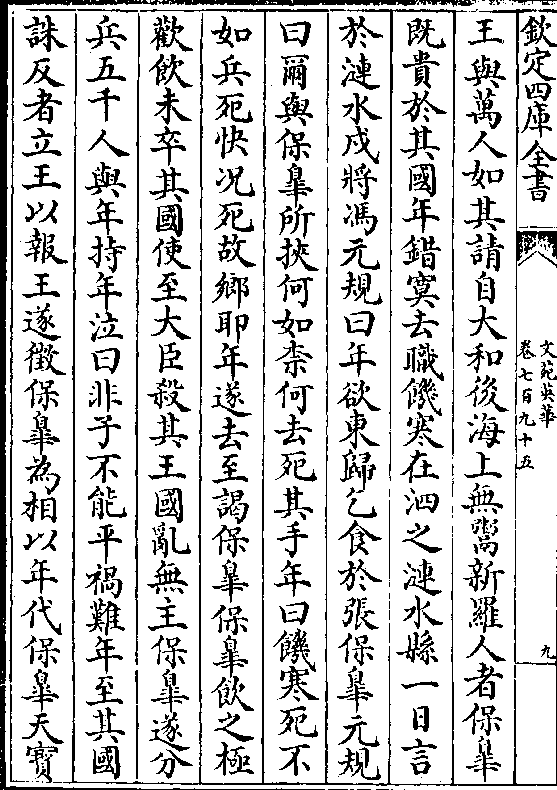 欽定四庫全書
文苑英華
卷七百九十五
九
王與萬人如其請自大和後海上無鬻新羅人者保臯
既貴於其國年錯寞去職饑寒在泗之漣水縣一日言
於漣水戍將馮元規曰年欲東歸乞食於張保臯元規
曰爾與保臯所挾何如柰何去死其手年曰饑寒死不
如兵死快况死故鄉耶年遂去至謁保臯保臯飲之極
歡飲未卒其國使至大臣殺其王國亂無主保臯遂分
兵五千人與年持年泣曰非子不能平禍難年至其國
誅反者立王以報王遂徵保臯為相以年代保臯天寶